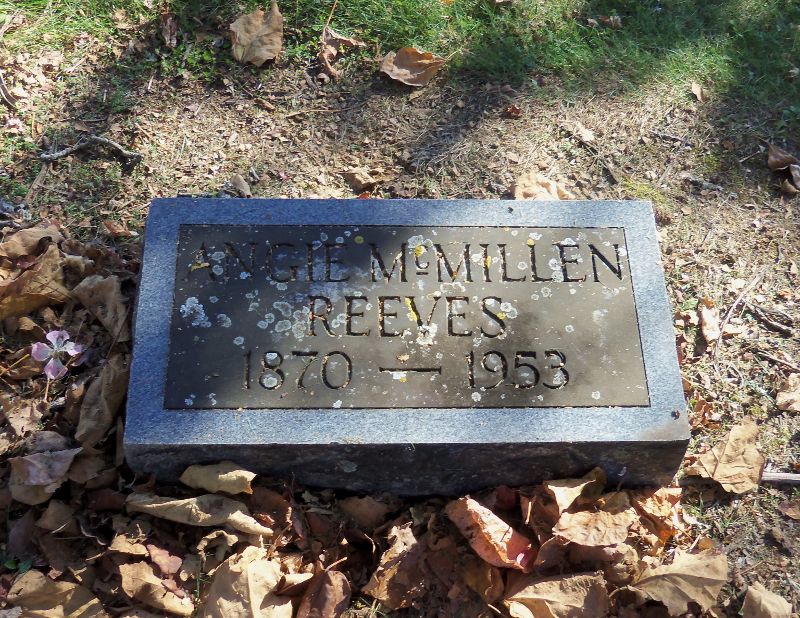 ANGIE McMILLEN
REEVES
1870 — 1953